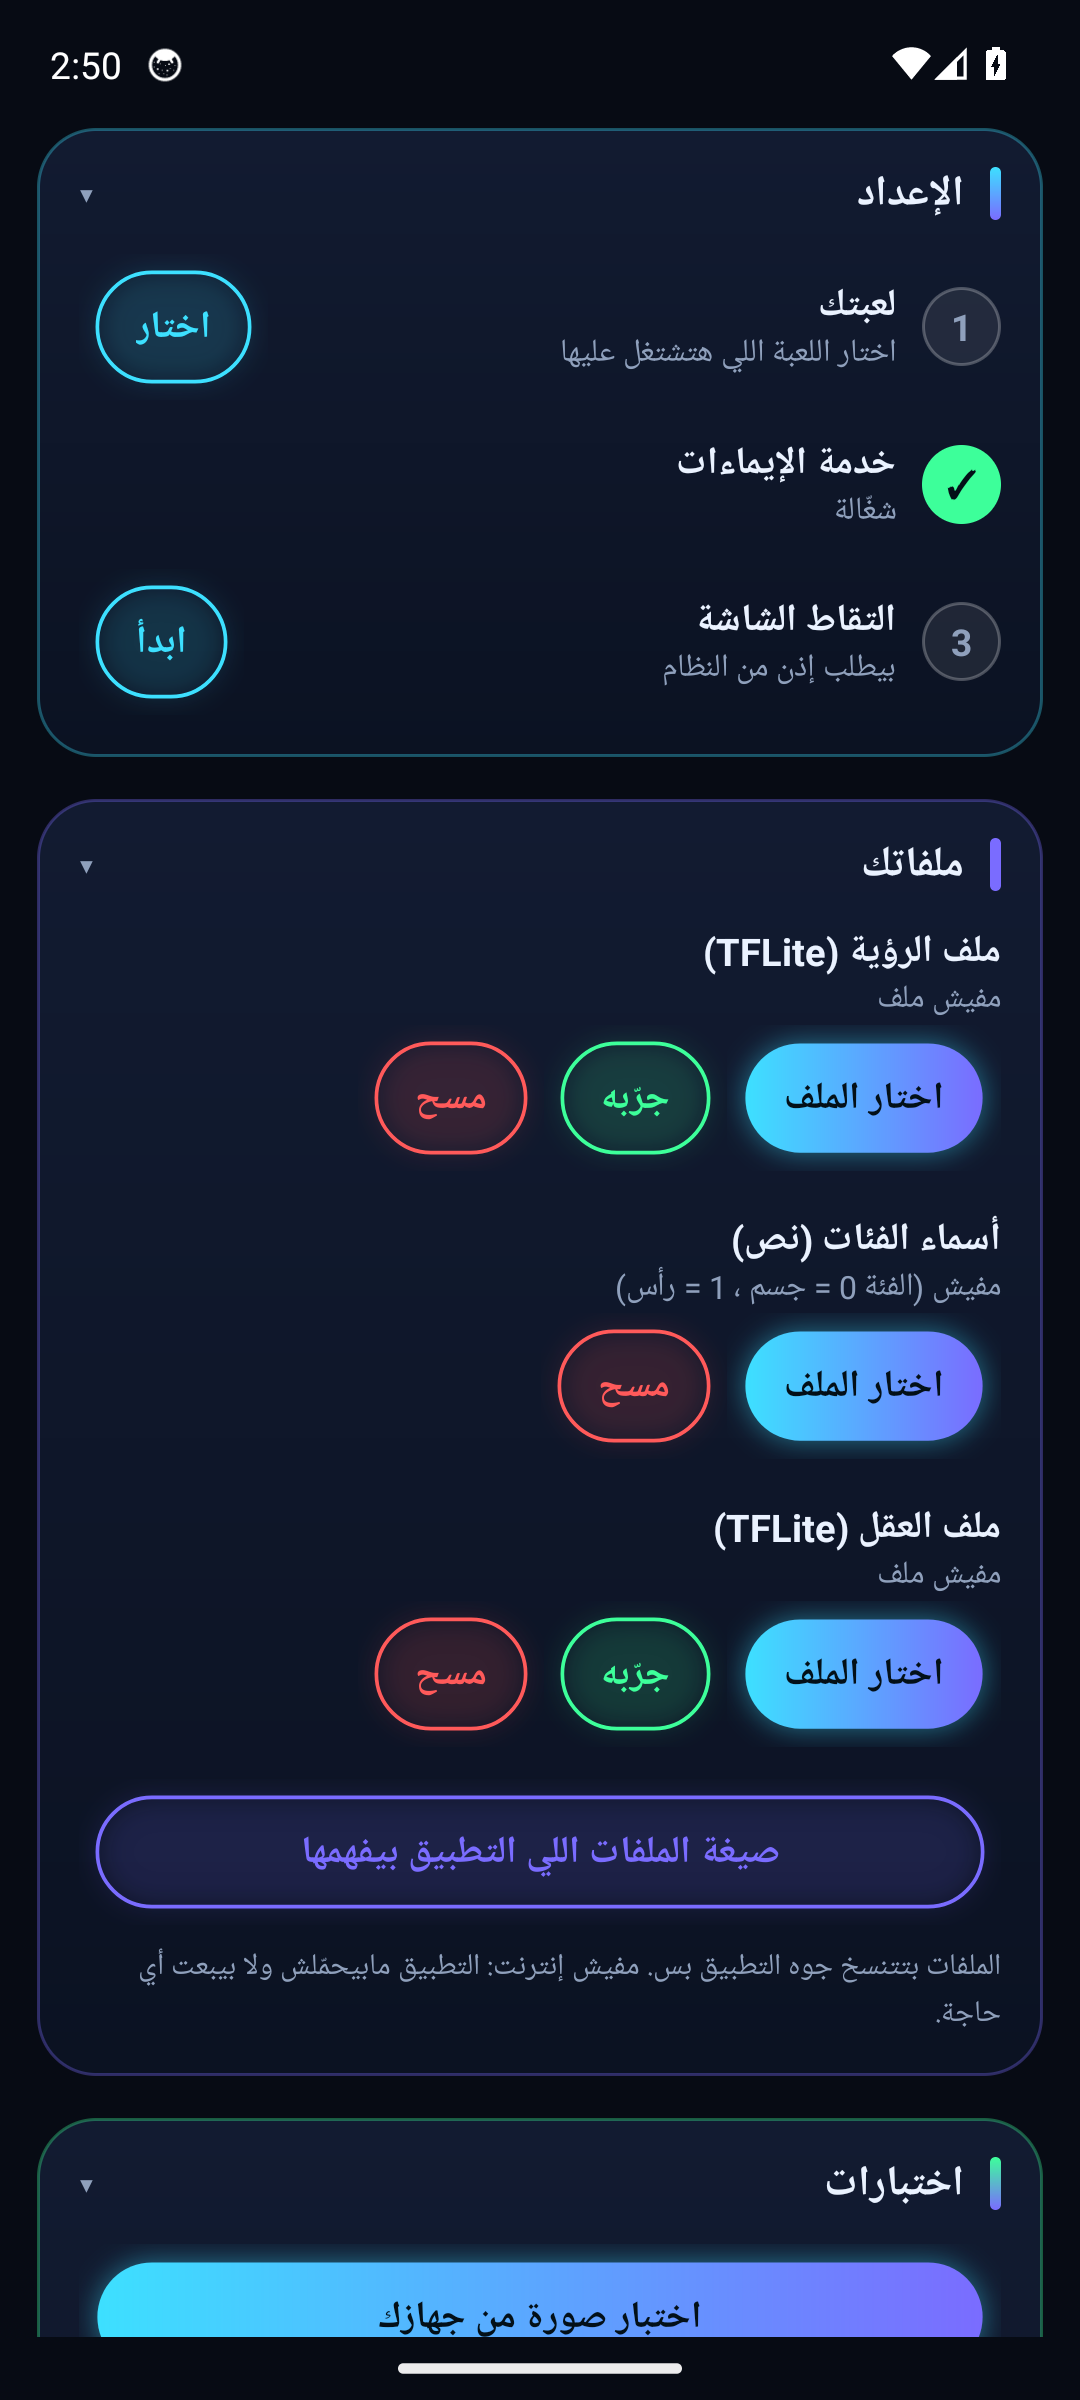 2:50
الإعداد
▼
1
لعبتك
اختار اللعبة اللي هتشتغل عليها
اختار
✓
خدمة الإيماءات
شغّالة
3
التقاط الشاشة
بيطلب إذن من النظام
ابدأ
ملفاتك
▼
ملف الرؤية (TFLite)
مفيش ملف
اختار الملف
جرّبه
مسح
أسماء الفئات (نص)
مفيش (الفئة 0 = جسم ، 1 = رأس)
اختار الملف
مسح
ملف العقل (TFLite)
مفيش ملف
اختار الملف
جرّبه
مسح
صيغة الملفات اللي التطبيق بيفهمها
الملفات بتتنسخ جوه التطبيق بس. مفيش إنترنت: التطبيق مابيحمّلش ولا بيبعت أي
حاجة.
اختبارات
▼
اختبار صورة من جهازك